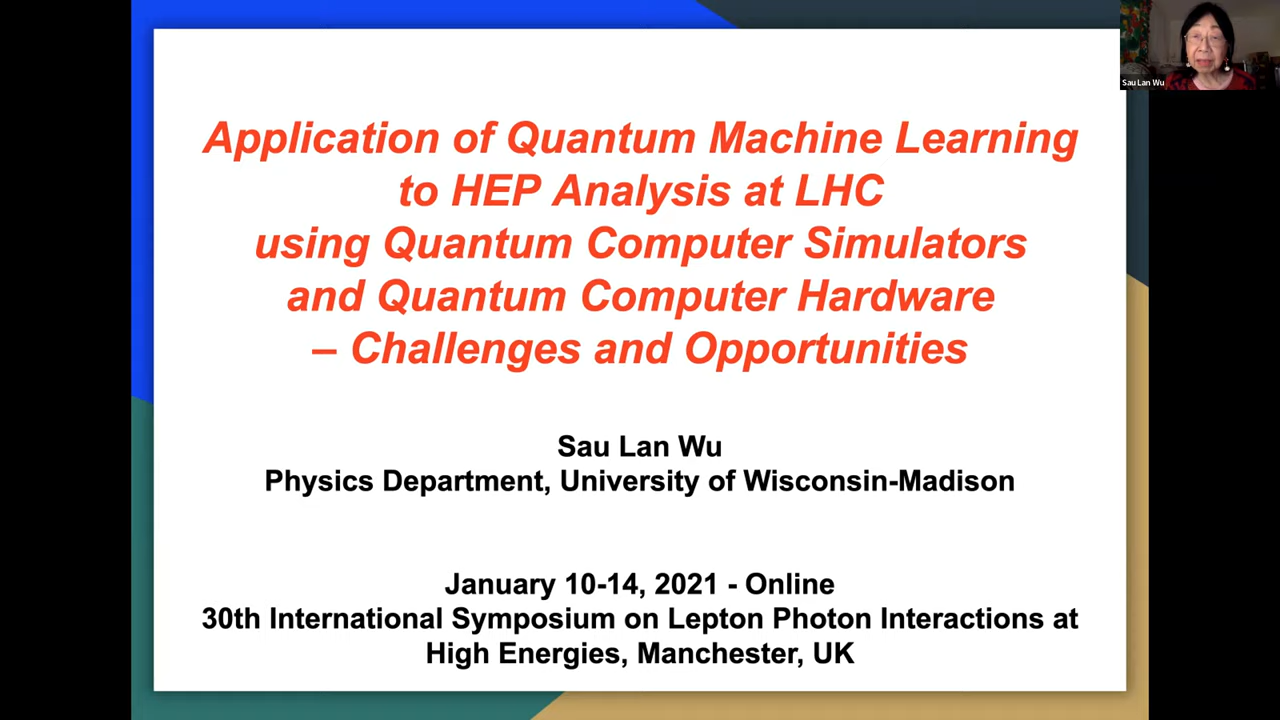 Application of Quantum Machine Learning
to HEP Analysis at LHC
using Quantum Computer Simulators
and Quantum Computer Hardware
– Challenges and Opportunities
Sau Lan Wu
Physics Department, University of Wisconsin-Madison
January 10-14, 2021 - Online
30th International Symposium on Lepton Photon Interactions at
High Energies, Manchester, UK
Sau Lan Wu